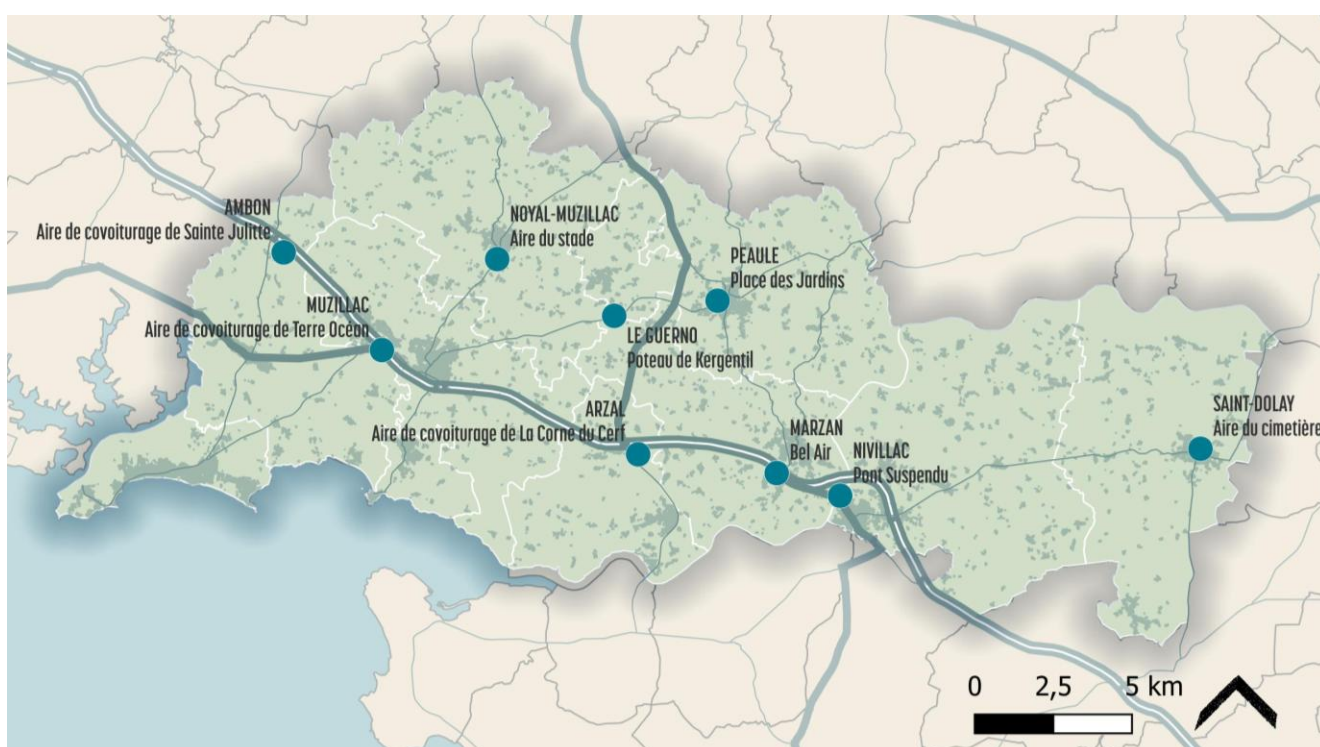 AMBON
Aire de covoiturage de Sainte Julitte
NOYAL-MUZILLAC
Aire du stade
PEAULE
Place des Jardins
MUZILLAC
Aire de covoiturage de Terre Océan
LE GUERNO
Poteau de Kergentil
ARZAL
Aire de covoiturage de La Corne du Cerf
MARZAN
Bel Air
NIVILLAC
Pont Suspendu
SAINT-DOLAY
Aire du cimetière
0 2,5 5 km